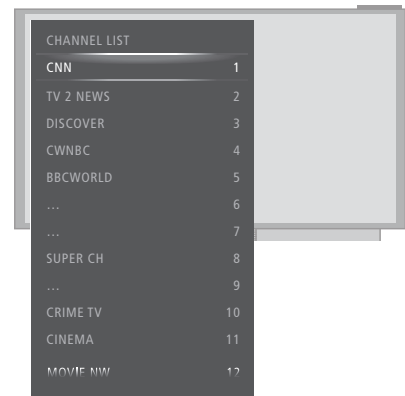 CHANNEL LIST
CNN 1
TV 2 NEWS 2
DISCOVER 3
CWNBC 4
BBCWORLD 5
... 6
... 7
SUPER CH 8
... 9
CRIME TV 10
CINEMA 11
MOVIE NW 12